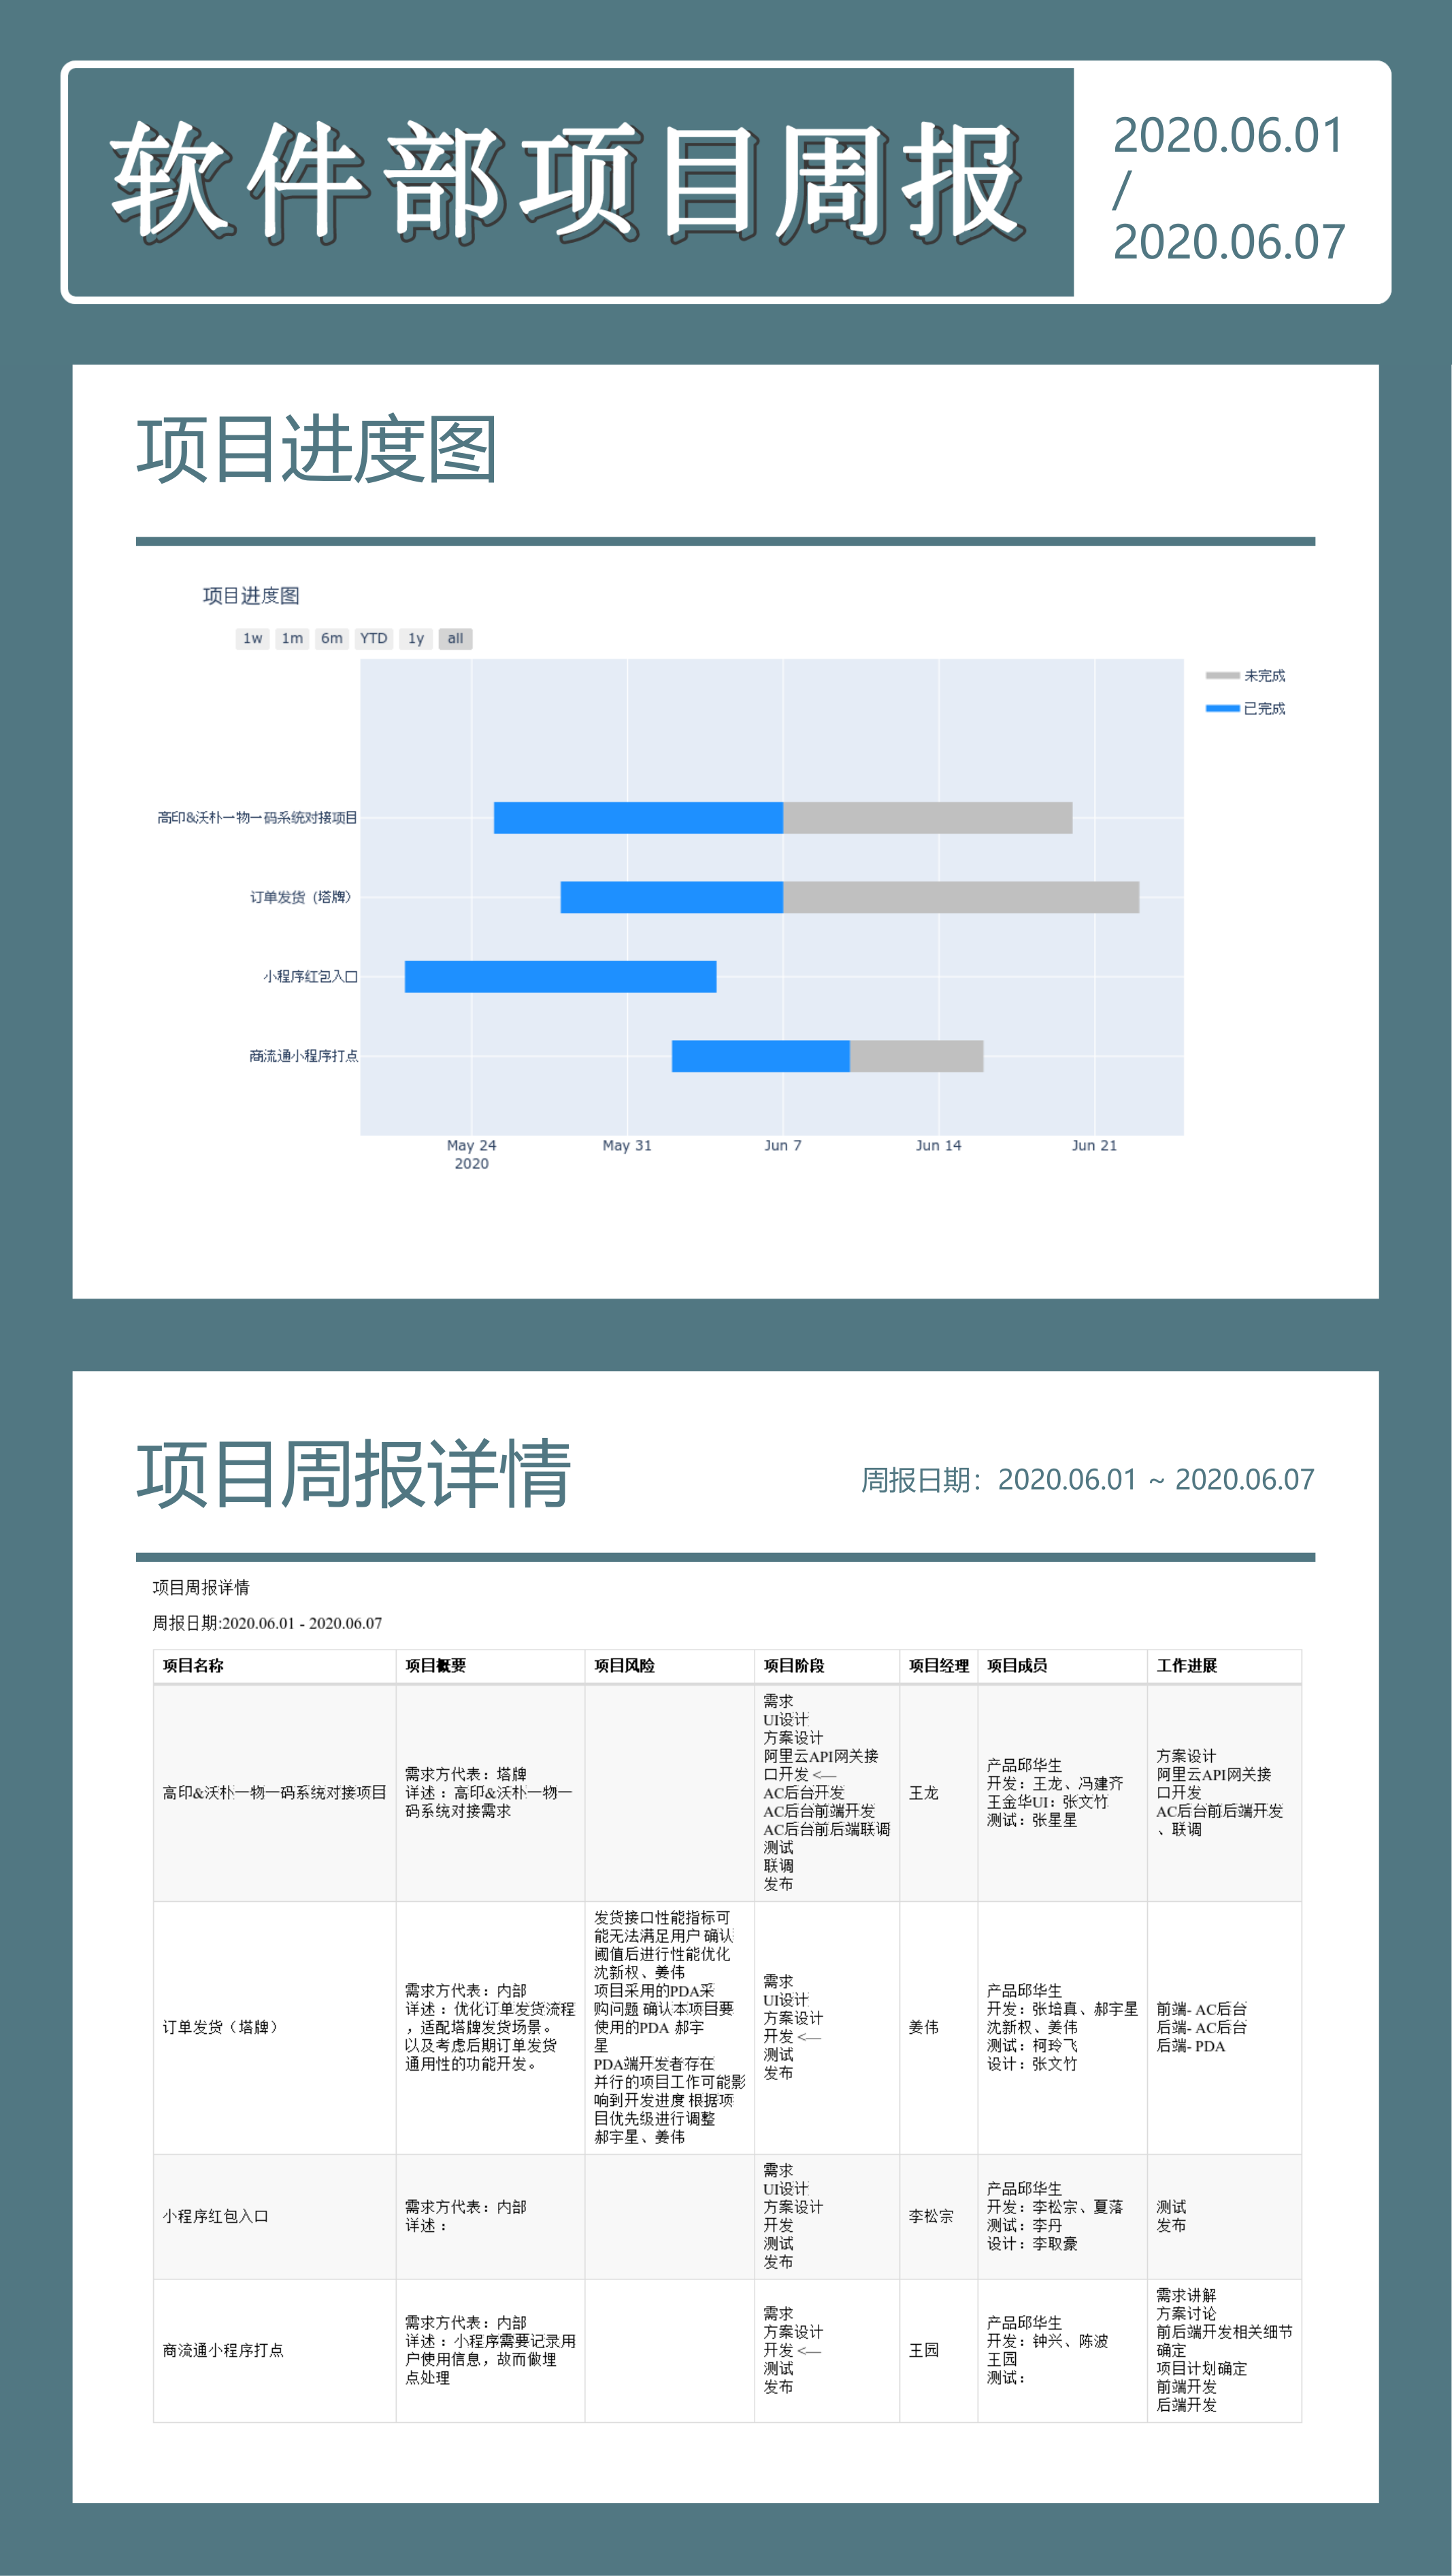 软件部项目周报
2020.06.01
/
2020.06.07
项目进度图
项目进度图
1w 1m 6m YTD 1y all
未完成
已完成
高印&沃朴一物一码系统对接项目
订单发货（塔牌）
小程序红包入口
商流通小程序打点
May 24 May 31 Jun 7 Jun 14 Jun 21
2020
项目周报详情
周报日期：2020.06.01 ~ 2020.06.07
项目周报详情
周报日期:2020.06.01 - 2020.06.07
项目名称 项目概要 项目风险 项目阶段 项目经理 项目成员 工作进展
高印&沃朴一物一码系统对接项目
需求方代表：塔牌
详述：高印&沃朴一物一
码系统对接需求
需求
UI设计
方案设计
阿里云API网关接
口开发 <—
AC后台开发
AC后台前端开发
AC后台前后端联调
测试
联调
发布
王龙
产品邱华生
开发：王龙、冯建齐
王金华UI：张文竹
测试：张星星
方案设计
阿里云API网关接
口开发
AC后台前后端开发
、联调
订单发货（塔牌）
需求方代表：内部
详述：优化订单发货流程
，适配塔牌发货场景。
以及考虑后期订单发货
通用性的功能开发。
发货接口性能指标可
能无法满足用户 确认
阈值后进行性能优化
沈新权、姜伟
项目采用的PDA采
购问题 确认本项目要
使用的PDA 郝宇
星
PDA端开发者存在
并行的项目工作可能影
响到开发进度 根据项
目优先级进行调整
郝宇星、姜伟
需求
UI设计
方案设计
开发 <—
测试
发布
姜伟
产品邱华生
开发：张培真、郝宇星
沈新权、姜伟
测试：柯玲飞
设计：张文竹
前端- AC后台
后端- AC后台
后端- PDA
小程序红包入口
需求方代表：内部
详述：
需求
UI设计
方案设计
开发
测试
发布
李松宗
产品邱华生
开发：李松宗、夏落
测试：李丹
设计：李取豪
测试
发布
商流通小程序打点
需求方代表：内部
详述：小程序需要记录用
户使用信息，故而做埋
点处理
需求
方案设计
开发 <—
测试
发布
王园
产品邱华生
开发：钟兴、陈波
王园
测试：
需求讲解
方案讨论
前后端开发相关细节
确定
项目计划确定
前端开发
后端开发